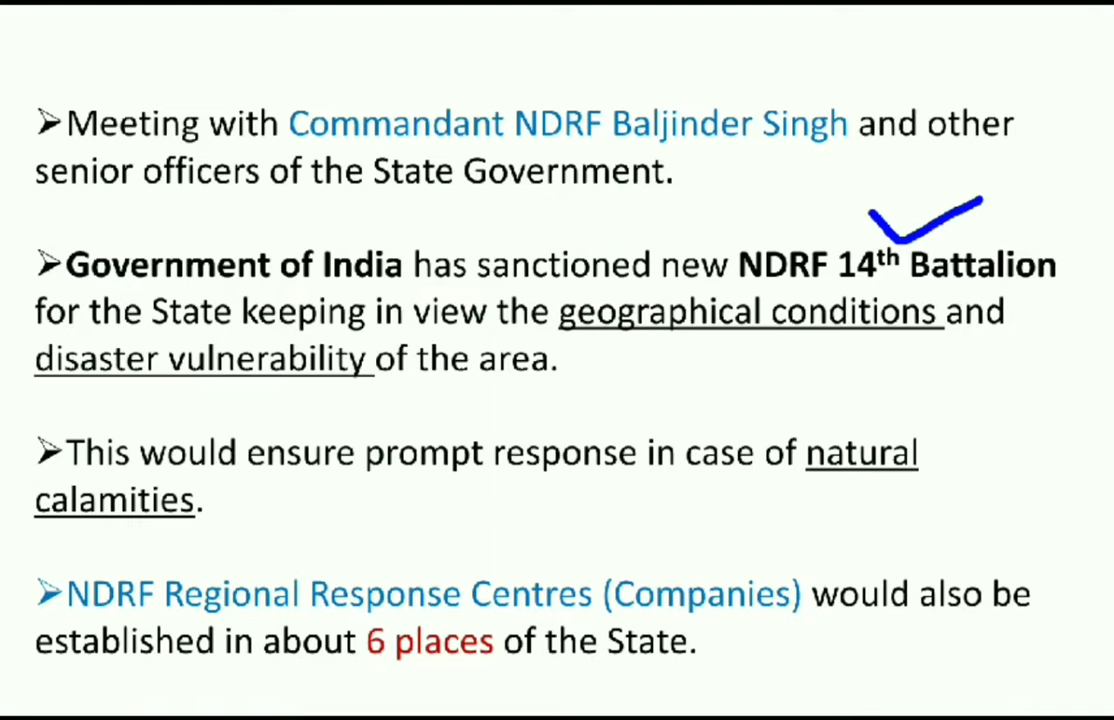 ➢Meeting with Commandant NDRF Baljinder Singh and other
senior officers of the State Government.
➢Government of India has sanctioned new NDRF 14th Battalion
for the State keeping in view the geographical conditions and
disaster vulnerability of the area.
➢This would ensure prompt response in case of natural
calamities.
➢NDRF Regional Response Centres (Companies) would also be
established in about 6 places of the State.